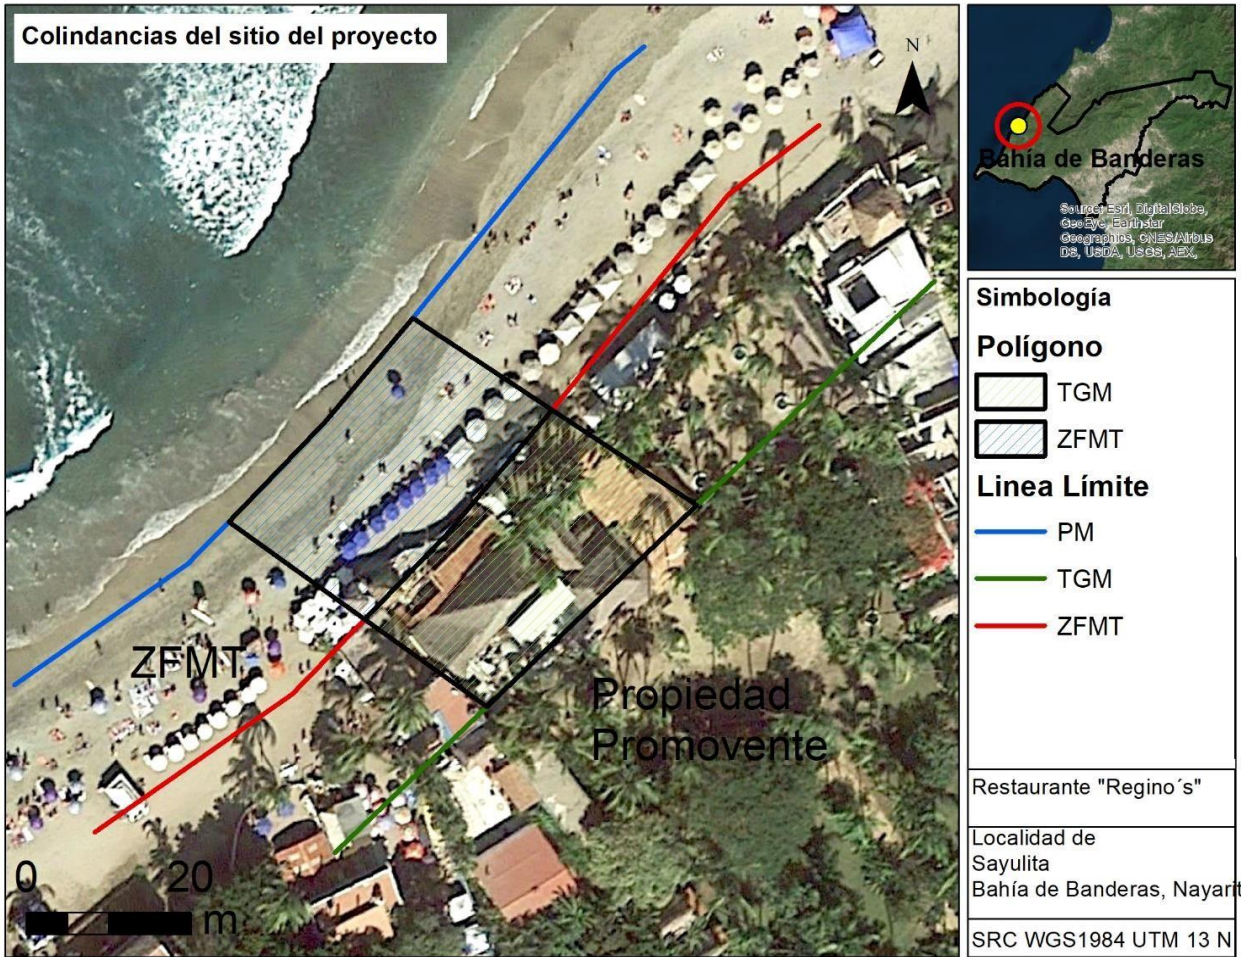 Colindancias del sitio del proyecto
N
ZFMT
Propiedad
Promovente
0 20
m
Bahía de Banderas
Source: Esri, DigitalGlobe,
GeoEye, Earthstar
Geographics, CNES/Airbus
DS, USDA, USGS, AEX,
Simbología
Polígono
TGM
ZFMT
Linea Límite
PM
TGM
ZFMT
Restaurante "Regino´s"
Localidad de
Sayulita
Bahía de Banderas, Nayarit
SRC WGS1984 UTM 13 N